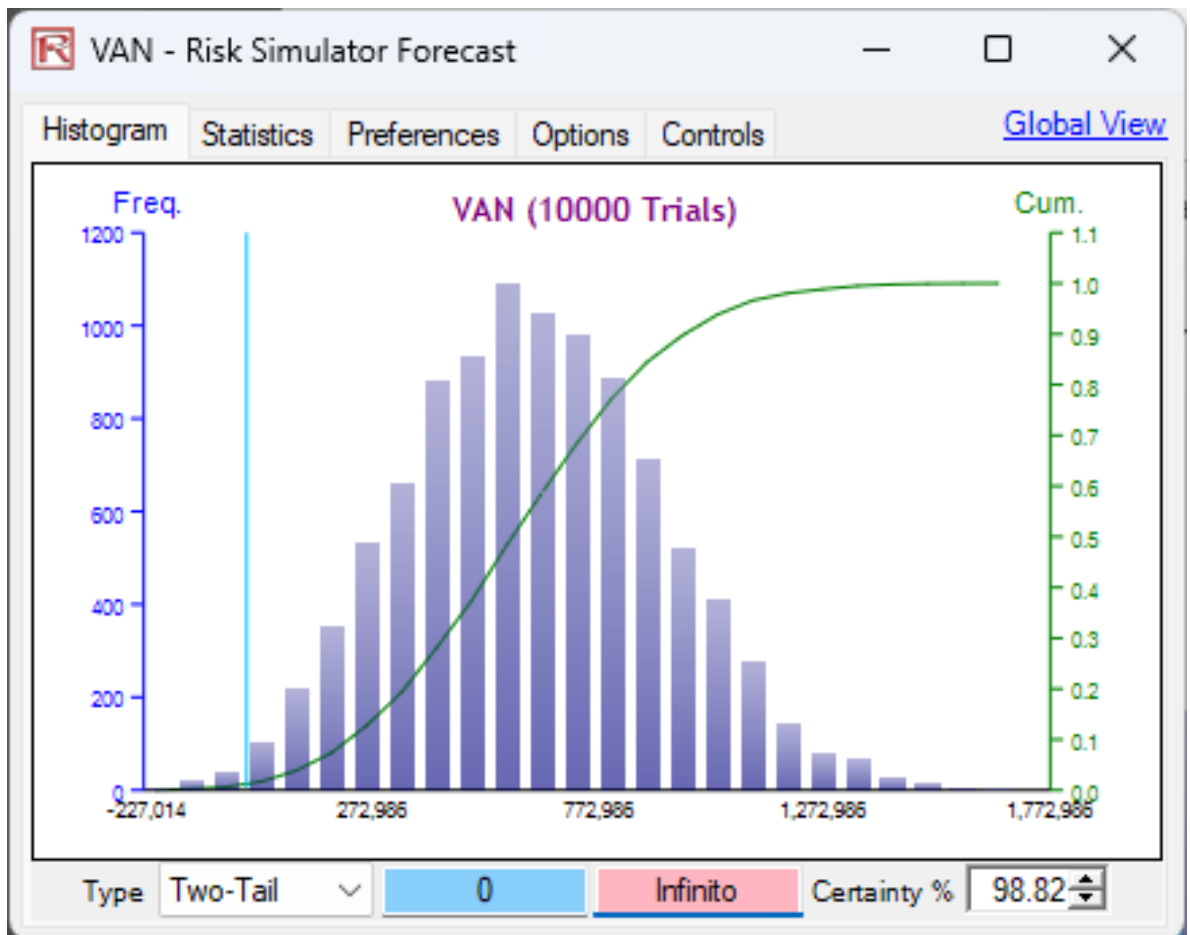 VAN - Risk Simulator Forecast
Histogram Statistics Preferences Options Controls Global View
Freq. VAN (10000 Trials) Cum.
1200 1.1
1.0
1000 0.9
800 0.8
0.7
600 0.6
0.5
400 0.4
0.3
200 0.2
0.1
0 0.0
-227,014 272,986 772,986 1,272,986 1,772,986
Type Two-Tail 0 Infinito Certainty % 98.82